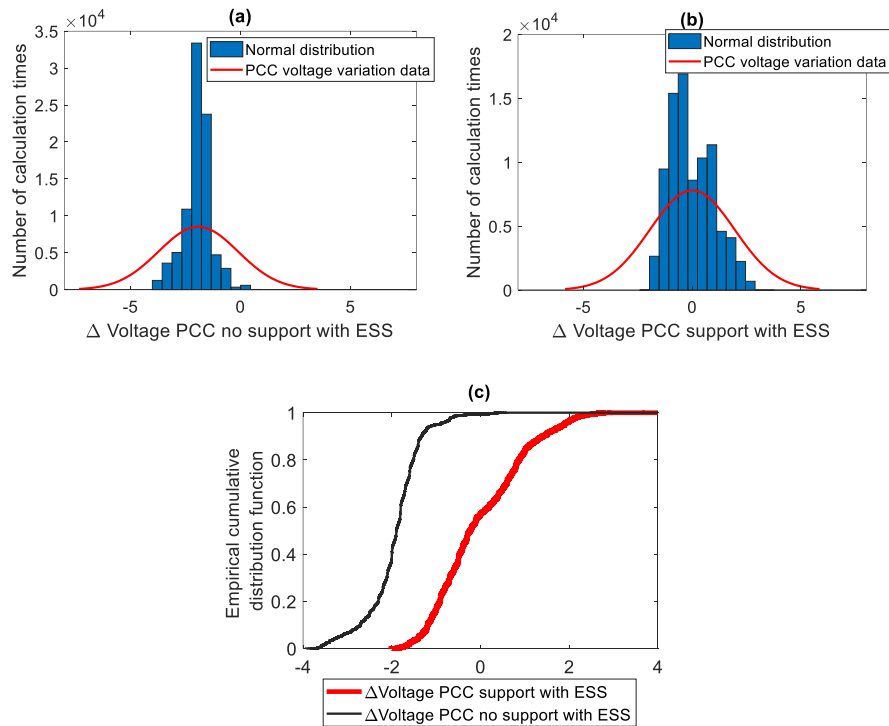 (a)
×10⁴
3.5
3
2.5
2
1.5
1
0.5
0
-5 0 5
Number of calculation times
Δ Voltage PCC no support with ESS
Normal distribution
PCC voltage variation data
(b)
×10⁴
2
1.5
1
0.5
0
-5 0 5
Number of calculation times
Δ Voltage PCC support with ESS
Normal distribution
PCC voltage variation data
(c)
1
0.8
0.6
0.4
0.2
0
-4 -2 0 2 4
Empirical cumulative
distribution function
ΔVoltage PCC support with ESS
ΔVoltage PCC no support with ESS